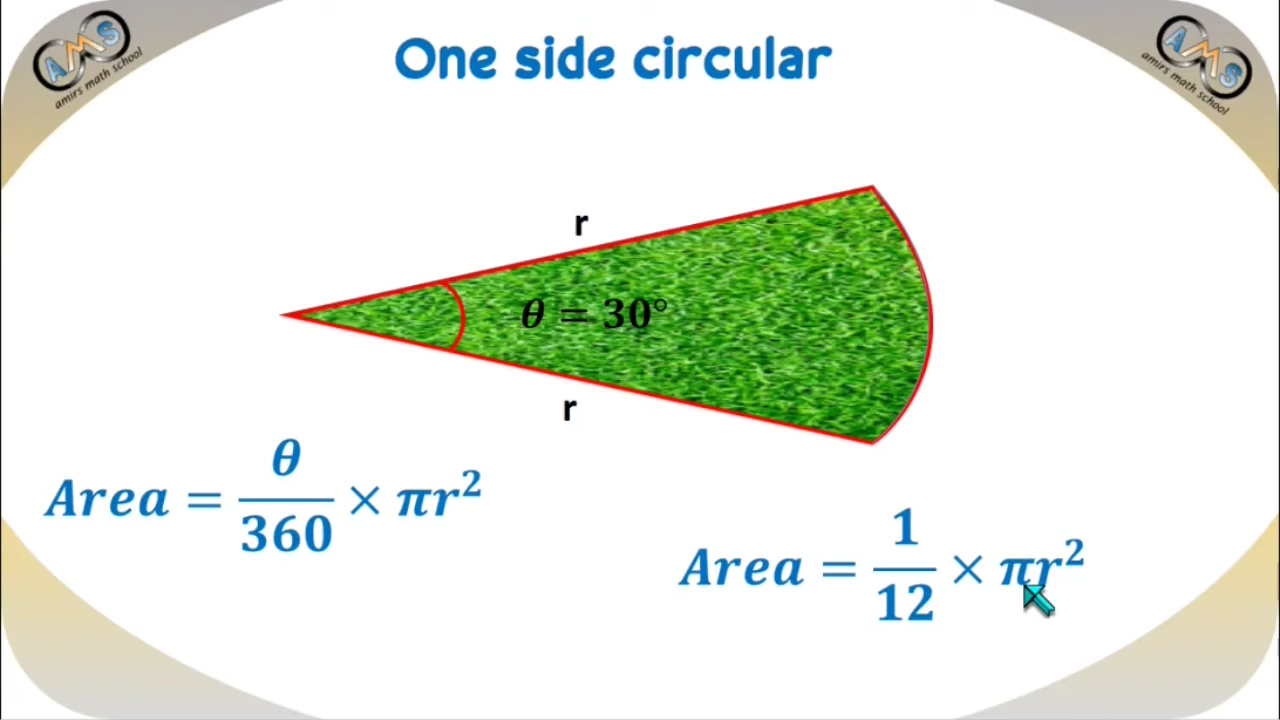 AMS
amirs math school
One side circular
AMS
amirs math school
r
θ = 30°
r
Area = θ/360 × πr²
Area = 1/12 × πr²